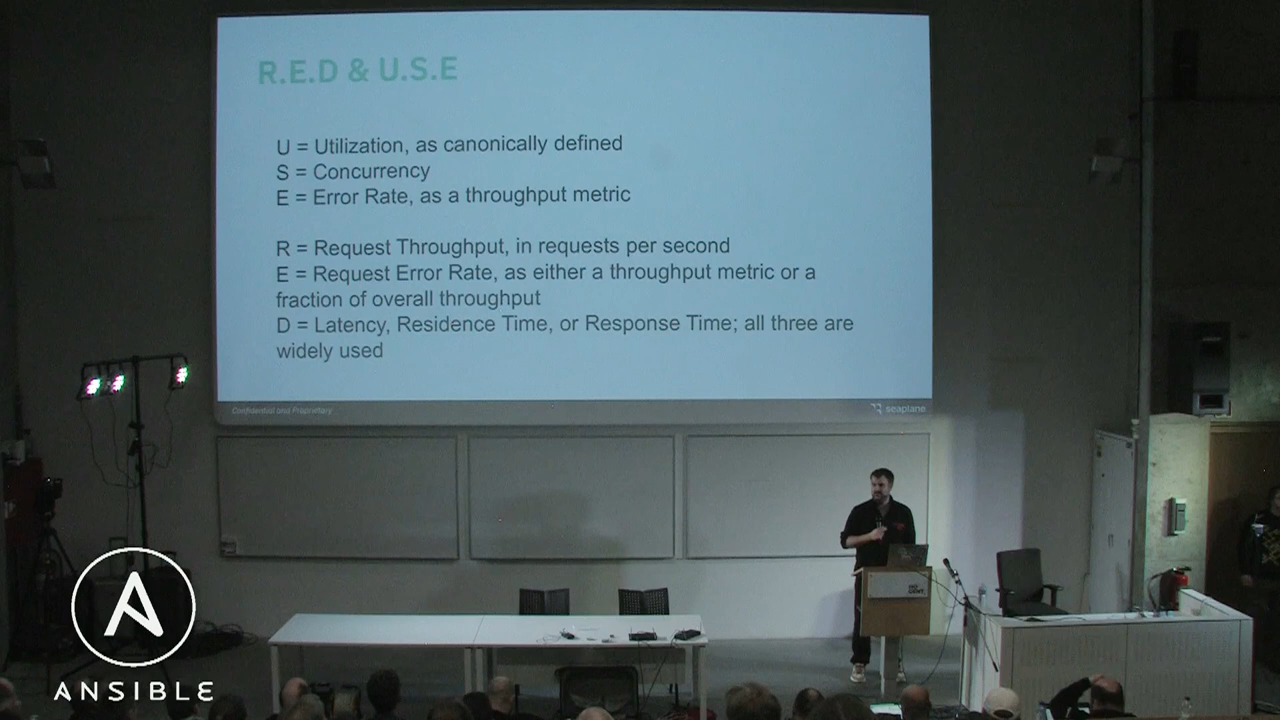 R.E.D & U.S.E
U = Utilization, as canonically defined
S = Concurrency
E = Error Rate, as a throughput metric
R = Request Throughput, in requests per second
E = Request Error Rate, as either a throughput metric or a
fraction of overall throughput
D = Latency, Residence Time, or Response Time; all three are
widely used
Confidential and Proprietary
seaplane
ANSIBLE